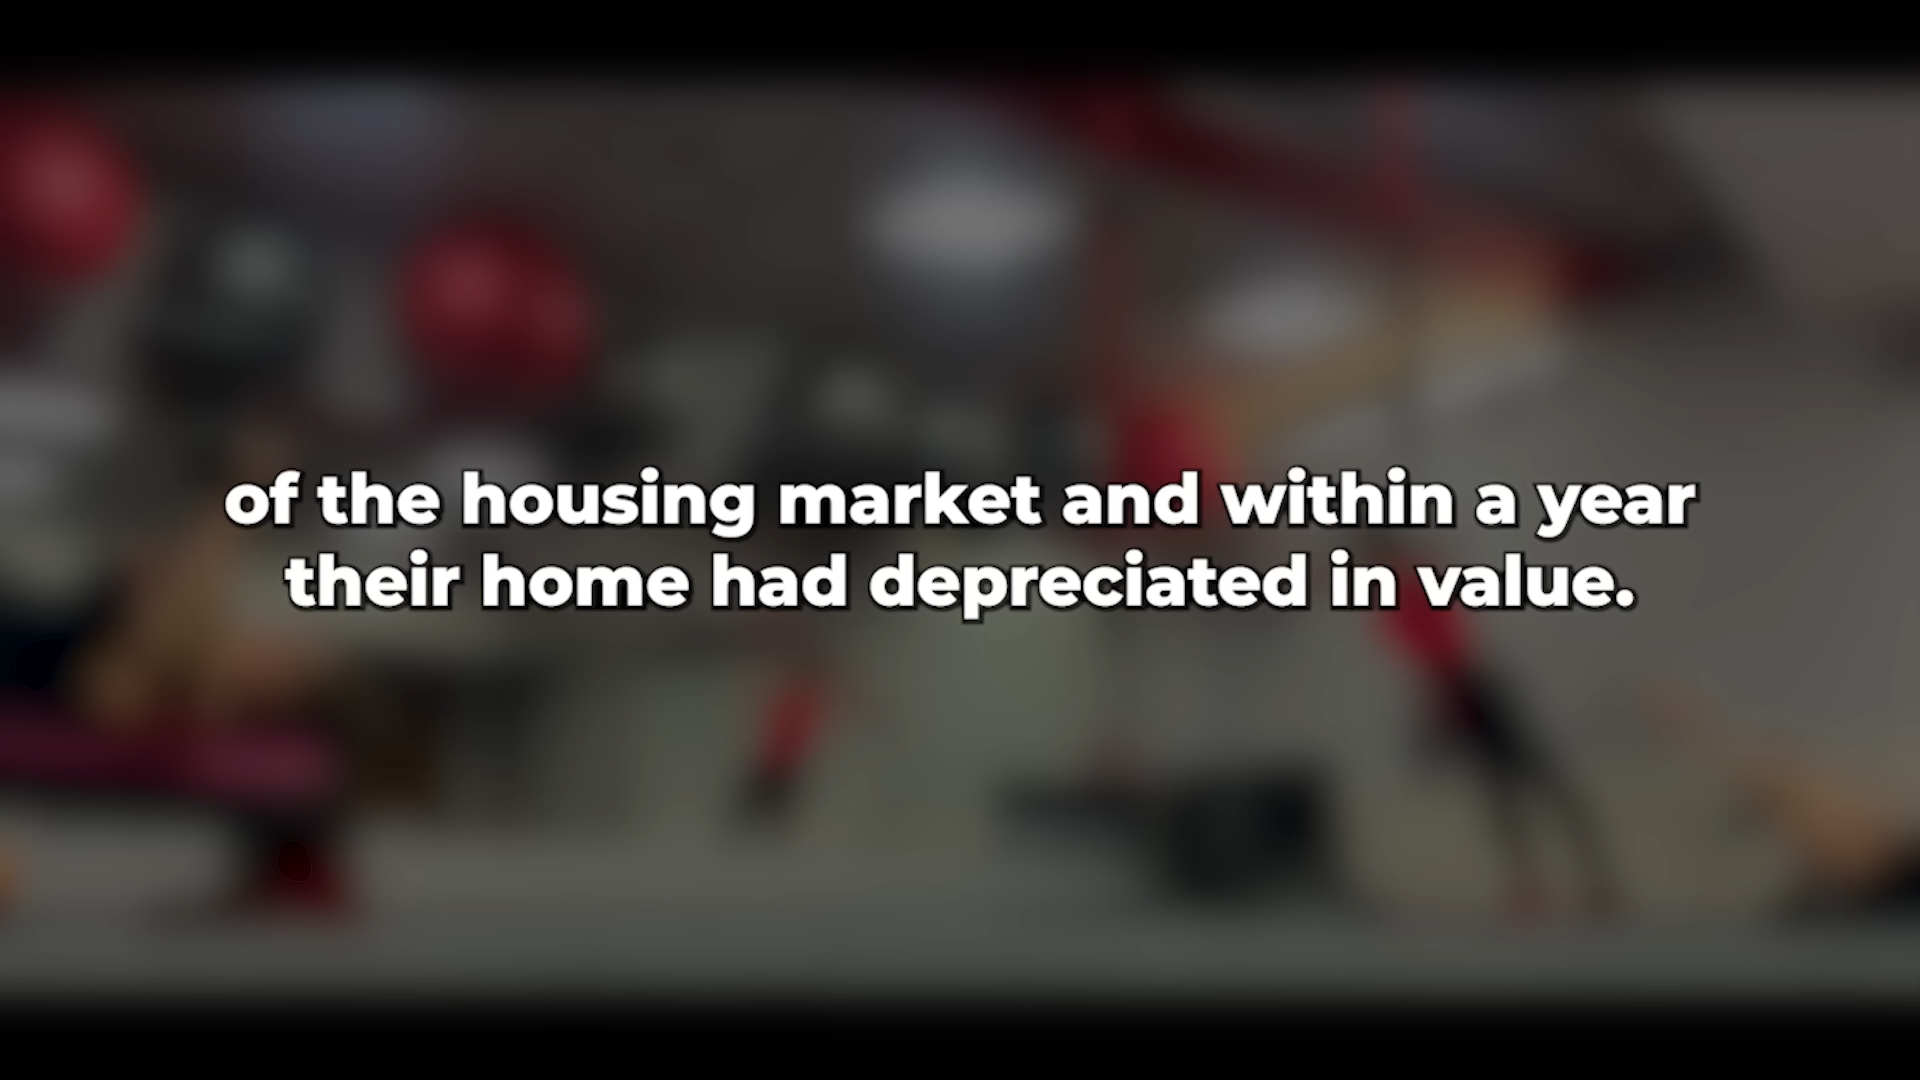 of the housing market and within a year
their home had depreciated in value.